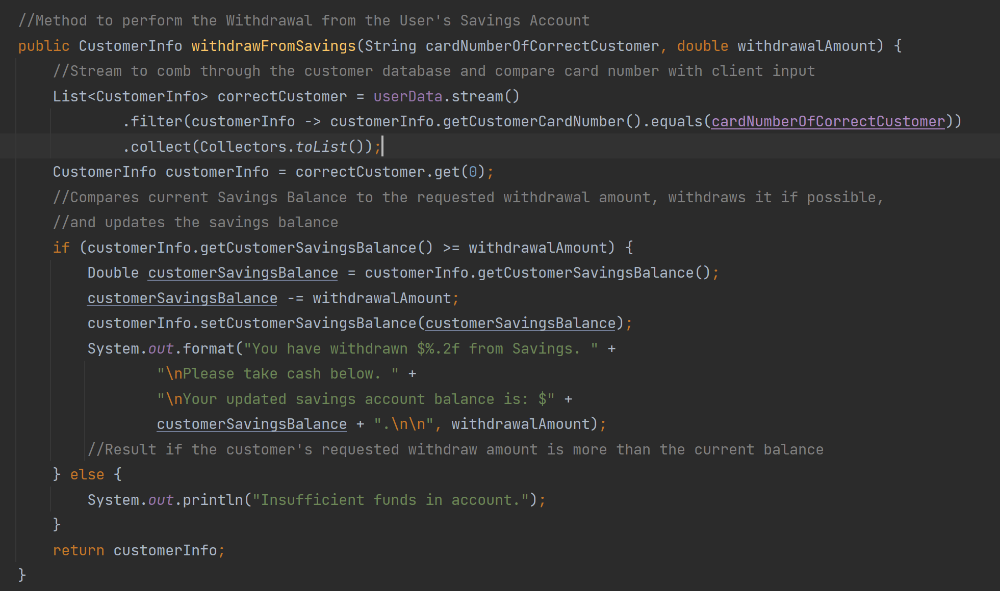 //Method to perform the Withdrawal from the User's Savings Account
public CustomerInfo withdrawFromSavings(String cardNumberOfCorrectCustomer, double withdrawalAmount) {
    //Stream to comb through the customer database and compare card number with client input
    List<CustomerInfo> correctCustomer = userData.stream()
            .filter(customerInfo -> customerInfo.getCustomerCardNumber().equals(cardNumberOfCorrectCustomer))
            .collect(Collectors.toList());
    CustomerInfo customerInfo = correctCustomer.get(0);
    //Compares current Savings Balance to the requested withdrawal amount, withdraws it if possible,
    //and updates the savings balance
    if (customerInfo.getCustomerSavingsBalance() >= withdrawalAmount) {
        Double customerSavingsBalance = customerInfo.getCustomerSavingsBalance();
        customerSavingsBalance -= withdrawalAmount;
        customerInfo.setCustomerSavingsBalance(customerSavingsBalance);
        System.out.format("You have withdrawn $%.2f from Savings. " +
                "\nPlease take cash below. " +
                "\nYour updated savings account balance is: $" +
                customerSavingsBalance + ".\n\n", withdrawalAmount);
        //Result if the customer's requested withdraw amount is more than the current balance
    } else {
        System.out.println("Insufficient funds in account.");
    }
    return customerInfo;
}